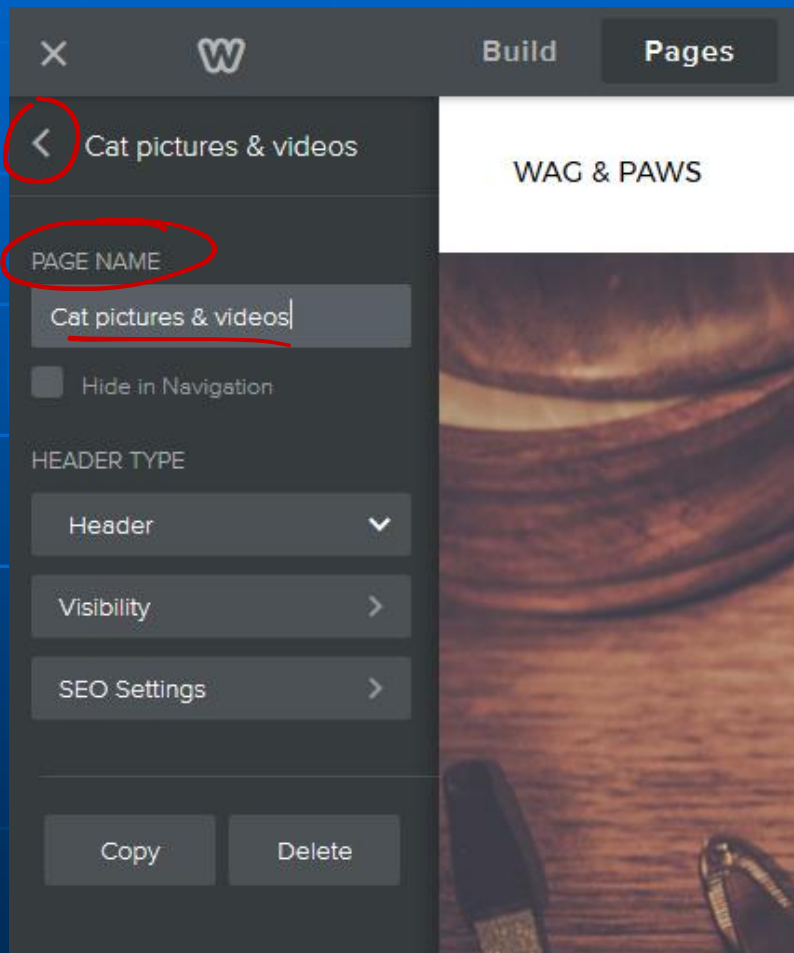 Build Pages
Cat pictures & videos
WAG & PAWS
PAGE NAME
Cat pictures & videos
Hide in Navigation
HEADER TYPE
Header
Visibility
SEO Settings
Copy Delete